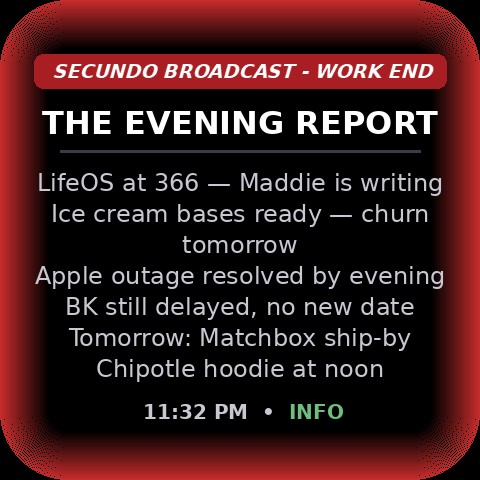 SECUNDO BROADCAST - WORK END
THE EVENING REPORT
LifeOS at 366 — Maddie is writing
Ice cream bases ready — churn
tomorrow
Apple outage resolved by evening
BK still delayed, no new date
Tomorrow: Matchbox ship-by
Chipotle hoodie at noon
11:32 PM • INFO